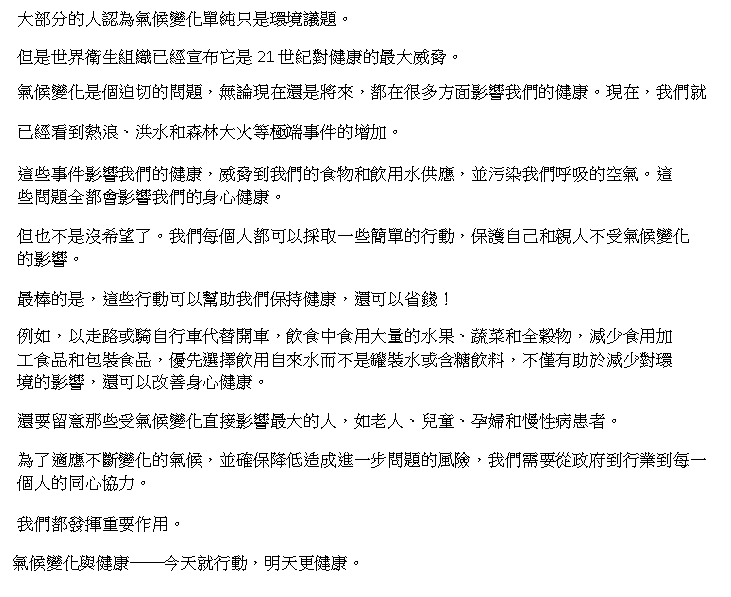 大部分的人認為氣候變化單純只是環境議題。
但是世界衛生組織已經宣布它是 21 世紀對健康的最大威脅。
氣候變化是個迫切的問題，無論現在還是將來，都在很多方面影響我們的健康。現在，我們就
已經看到熱浪、洪水和森林大火等極端事件的增加。
這些事件影響我們的健康，威脅到我們的食物和飲用水供應，並污染我們呼吸的空氣。這
些問題全都會影響我們的身心健康。
但也不是沒希望了。我們每個人都可以採取一些簡單的行動，保護自己和親人不受氣候變化
的影響。
最棒的是，這些行動可以幫助我們保持健康，還可以省錢！
例如，以走路或騎自行車代替開車，飲食中食用大量的水果、蔬菜和全穀物，減少食用加
工食品和包裝食品，優先選擇飲用自來水而不是罐裝水或含糖飲料，不僅有助於減少對環
境的影響，還可以改善身心健康。
還要留意那些受氣候變化直接影響最大的人，如老人、兒童、孕婦和慢性病患者。
為了適應不斷變化的氣候，並確保降低造成進一步問題的風險，我們需要從政府到行業到每一
個人的同心協力。
我們都發揮重要作用。
氣候變化與健康——今天就行動，明天更健康。